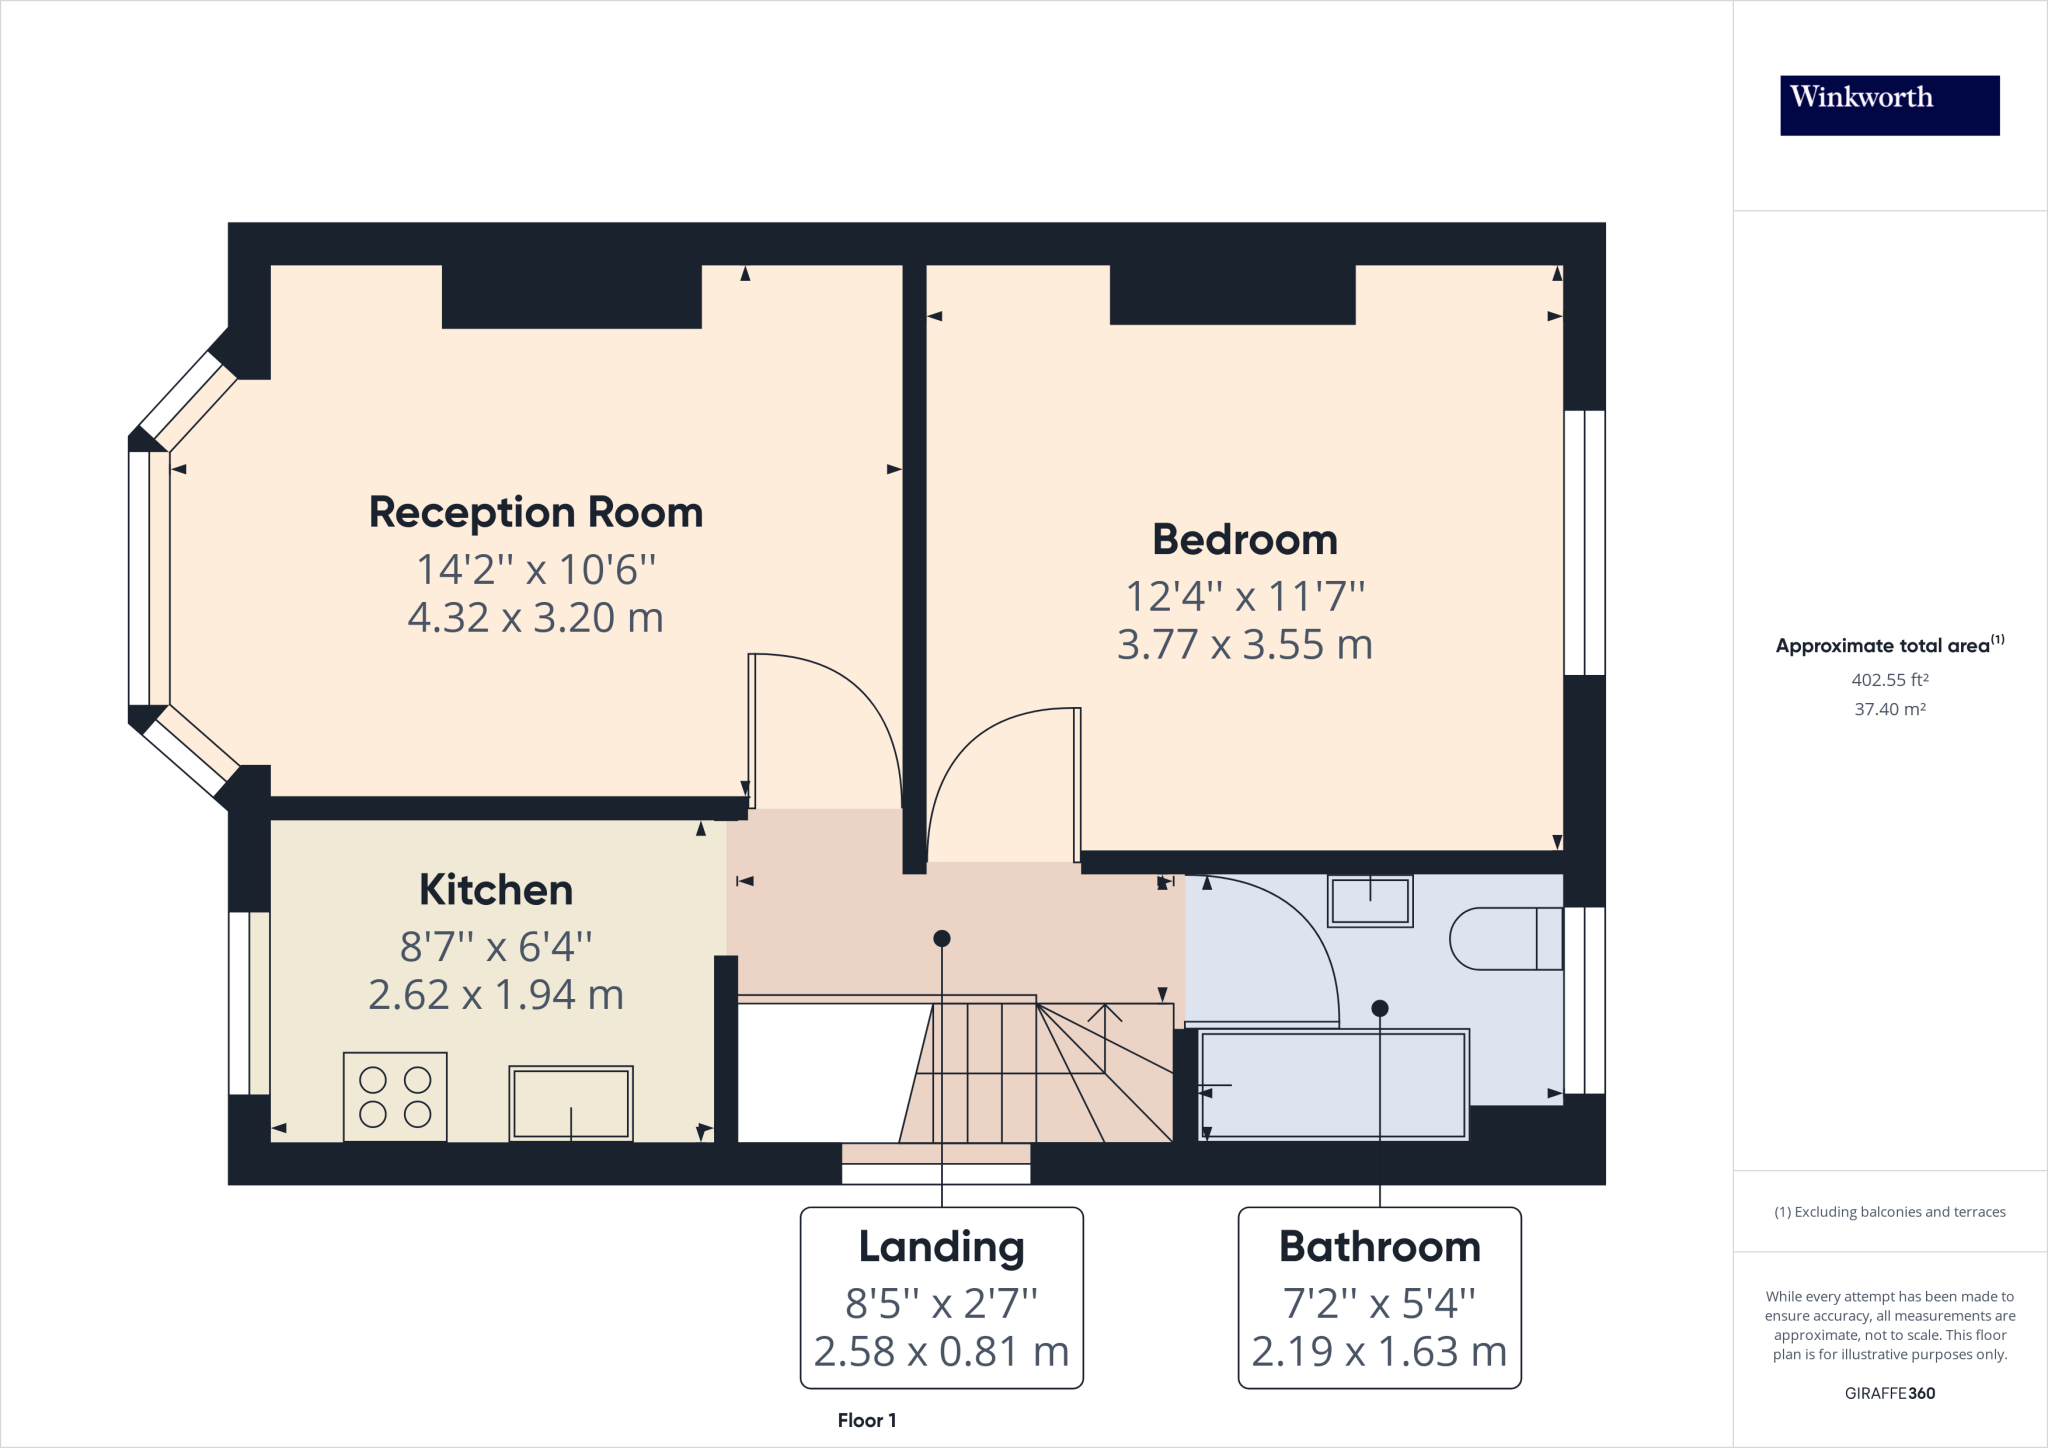 Winkworth
Reception Room
14'2'' x 10'6''
4.32 x 3.20 m
Bedroom
12'4'' x 11'7''
3.77 x 3.55 m
Kitchen
8'7'' x 6'4''
2.62 x 1.94 m
Landing
8'5'' x 2'7''
2.58 x 0.81 m
Bathroom
7'2'' x 5'4''
2.19 x 1.63 m
Floor 1
Approximate total area(1)
402.55 ft²
37.40 m²
(1) Excluding balconies and terraces
While every attempt has been made to
ensure accuracy, all measurements are
approximate, not to scale. This floor
plan is for illustrative purposes only.
GIRAFFE360